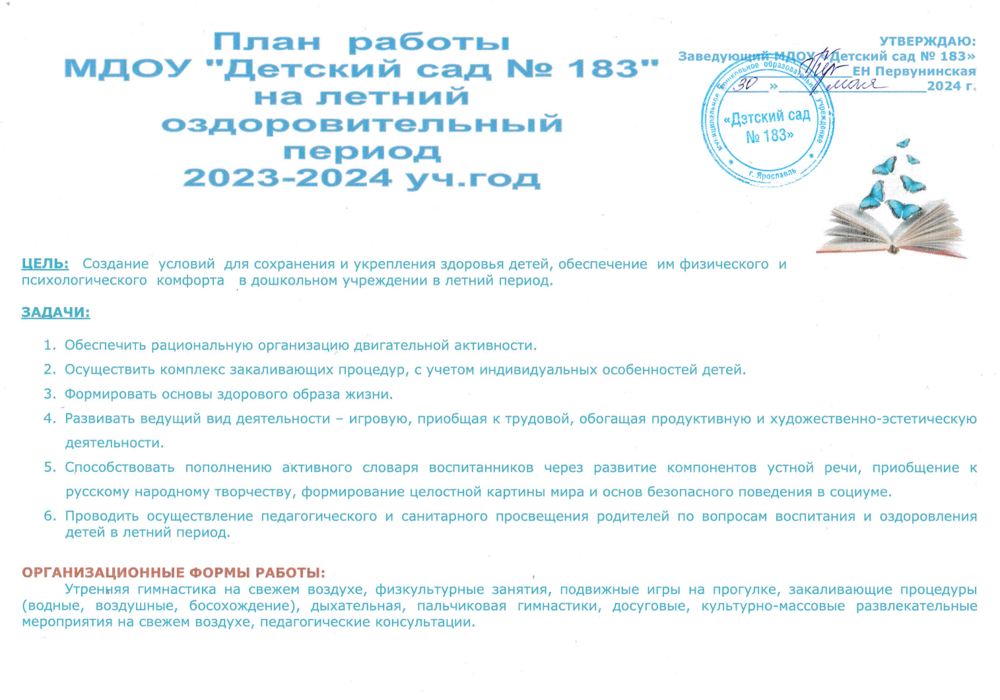 План работы
МДОУ "Детский сад № 183"
на летний
оздоровительный
период
2023-2024 уч.год
УТВЕРЖДАЮ:
Заведующий МДОУ «Детский сад № 183»
ЕН Первунинская
30 » мая 2024 г.
муниципальное дошкольное образовательное учреждение
«Детский сад
№ 183»
г. Ярославль
ЦЕЛЬ: Создание условий для сохранения и укрепления здоровья детей, обеспечение им физического и
психологического комфорта в дошкольном учреждении в летний период.
ЗАДАЧИ:
1. Обеспечить рациональную организацию двигательной активности.
2. Осуществить комплекс закаливающих процедур, с учетом индивидуальных особенностей детей.
3. Формировать основы здорового образа жизни.
4. Развивать ведущий вид деятельности – игровую, приобщая к трудовой, обогащая продуктивную и художественно-эстетическую
деятельности.
5. Способствовать пополнению активного словаря воспитанников через развитие компонентов устной речи, приобщение к
русскому народному творчеству, формирование целостной картины мира и основ безопасного поведения в социуме.
6. Проводить осуществление педагогического и санитарного просвещения родителей по вопросам воспитания и оздоровления
детей в летний период.
ОРГАНИЗАЦИОННЫЕ ФОРМЫ РАБОТЫ:
Утренняя гимнастика на свежем воздухе, физкультурные занятия, подвижные игры на прогулке, закаливающие процедуры
(водные, воздушные, босохождение), дыхательная, пальчиковая гимнастики, досуговые, культурно-массовые развлекательные
мероприятия на свежем воздухе, педагогические консультации.